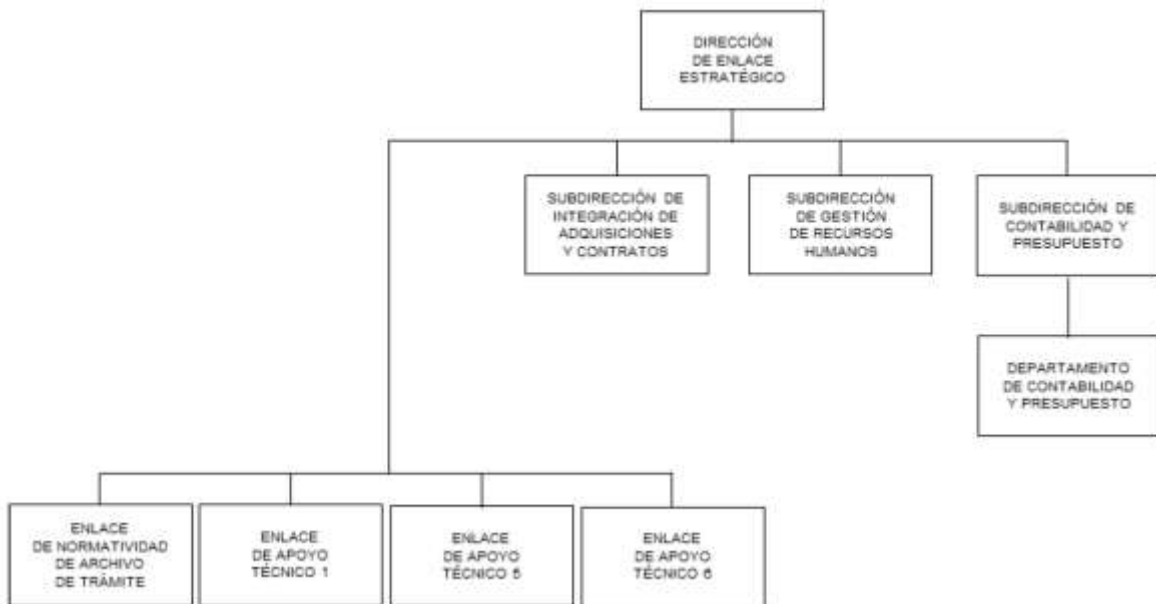 DIRECCIÓN
DE ENLACE
ESTRATÉGICO
SUBDIRECCIÓN DE
INTEGRACIÓN DE
ADQUISICIONES
Y CONTRATOS
SUBDIRECCIÓN
DE GESTIÓN
DE RECURSOS
HUMANOS
SUBDIRECCIÓN DE
CONTABILIDAD Y
PRESUPUESTO
DEPARTAMENTO
DE CONTABILIDAD
Y PRESUPUESTO
ENLACE
DE NORMATIVIDAD
DE ARCHIVO
DE TRÁMITE
ENLACE
DE APOYO
TÉCNICO 1
ENLACE
DE APOYO
TÉCNICO 5
ENLACE
DE APOYO
TÉCNICO 6